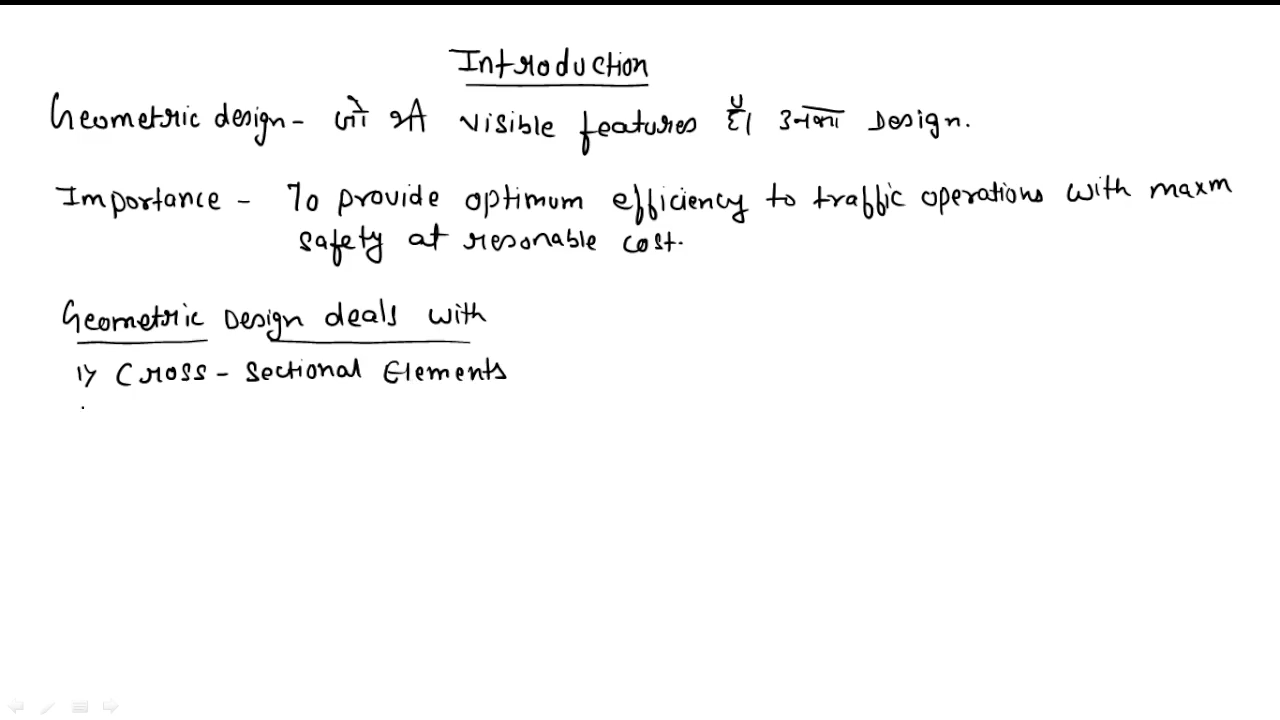 Introduction
Geometric design - जो भी visible features हैं। उनका Design.
Importance - To provide optimum efficiency to traffic operations with maxm
safety at resonable cost.
Geometric Design deals with
1> Cross - Sectional Elements